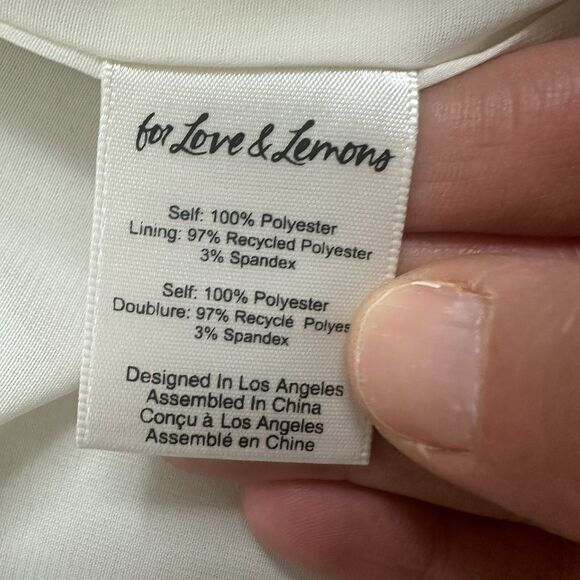 for Love & Lemons
Self: 100% Polyester
Lining: 97% Recycled Polyester
3% Spandex
Self: 100% Polyester
Doublure: 97% Recyclé Polyes
3% Spandex
Designed In Los Angeles
Assembled In China
Conçu à Los Angeles
Assemblé en Chine